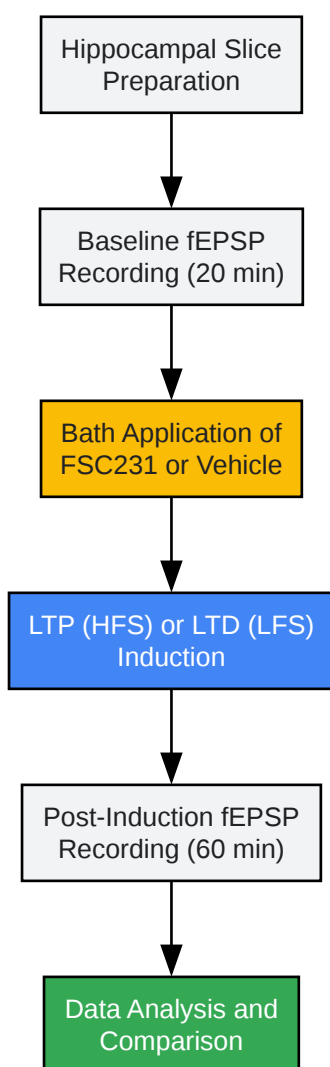 Hippocampal Slice
Preparation
Baseline fEPSP
Recording (20 min)
Bath Application of
FSC231 or Vehicle
LTP (HFS) or LTD (LFS)
Induction
Post-Induction fEPSP
Recording (60 min)
Data Analysis and
Comparison